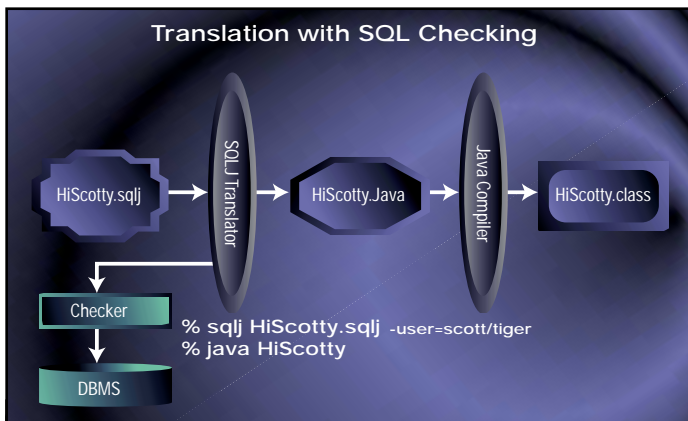 Translation with SQL Checking
HiScotty.sqlj
SQLJ Translator
HiScotty.Java
Java Compiler
HiScotty.class
Checker
DBMS
% sqlj HiScotty.sqlj -user=scott/tiger
% java HiScotty